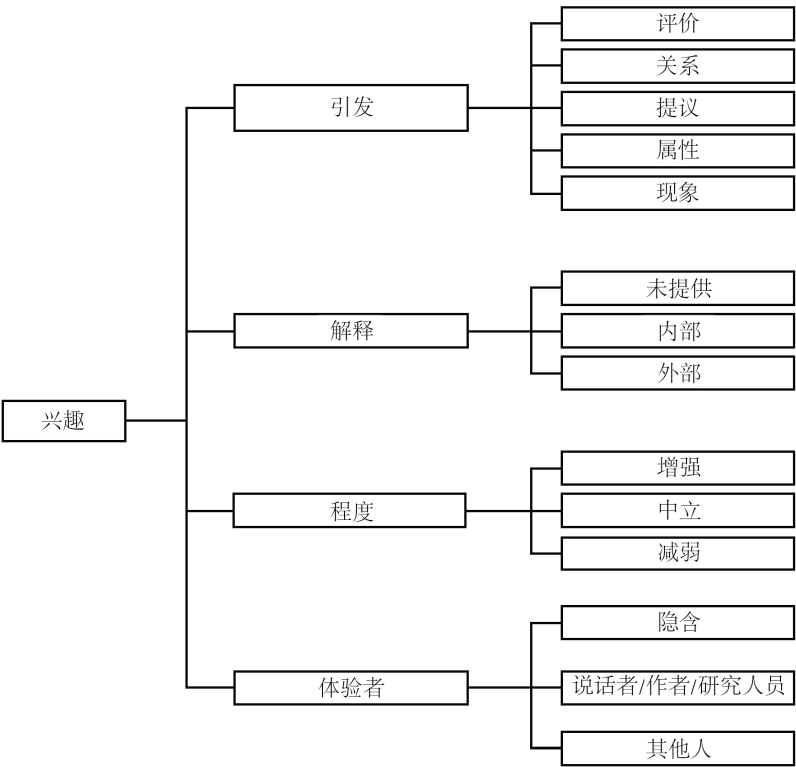 兴趣
引发
评价
关系
提议
属性
现象
解释
未提供
内部
外部
程度
增强
中立
减弱
体验者
隐含
说话者/作者/研究人员
其他人